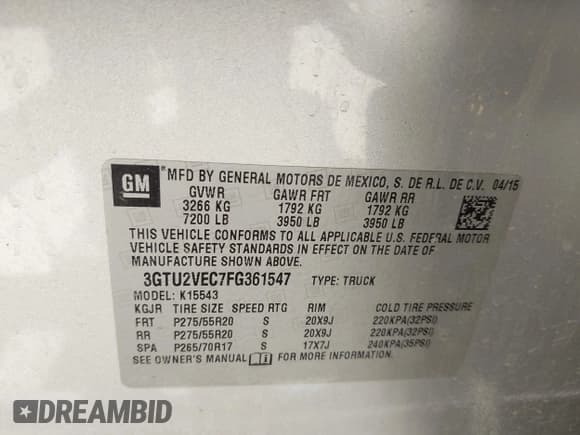 GM
MFD BY GENERAL MOTORS DE MEXICO, S. DE R.L. DE C.V. 04/15
GVWR GAWR FRT GAWR RR
3266 KG 1792 KG 1792 KG
7200 LB 3950 LB 3950 LB
THIS VEHICLE CONFORMS TO ALL APPLICABLE U.S. FEDERAL MOTOR
VEHICLE SAFETY STANDARDS IN EFFECT ON THE DATE OF
MANUFACTURE SHOWN ABOVE.
3GTU2VEC7FG361547 TYPE: TRUCK
MODEL: K15543
KGJR TIRE SIZE SPEED RTG RIM COLD TIRE PRESSURE
FRT P275/55R20 S 20X9J 220KPA(32PSI)
RR P275/55R20 S 20X9J 220KPA(32PSI)
SPA P265/70R17 S 17X7J 240KPA(35PSI)
SEE OWNER'S MANUAL FOR MORE INFORMATION.
DREAMBID